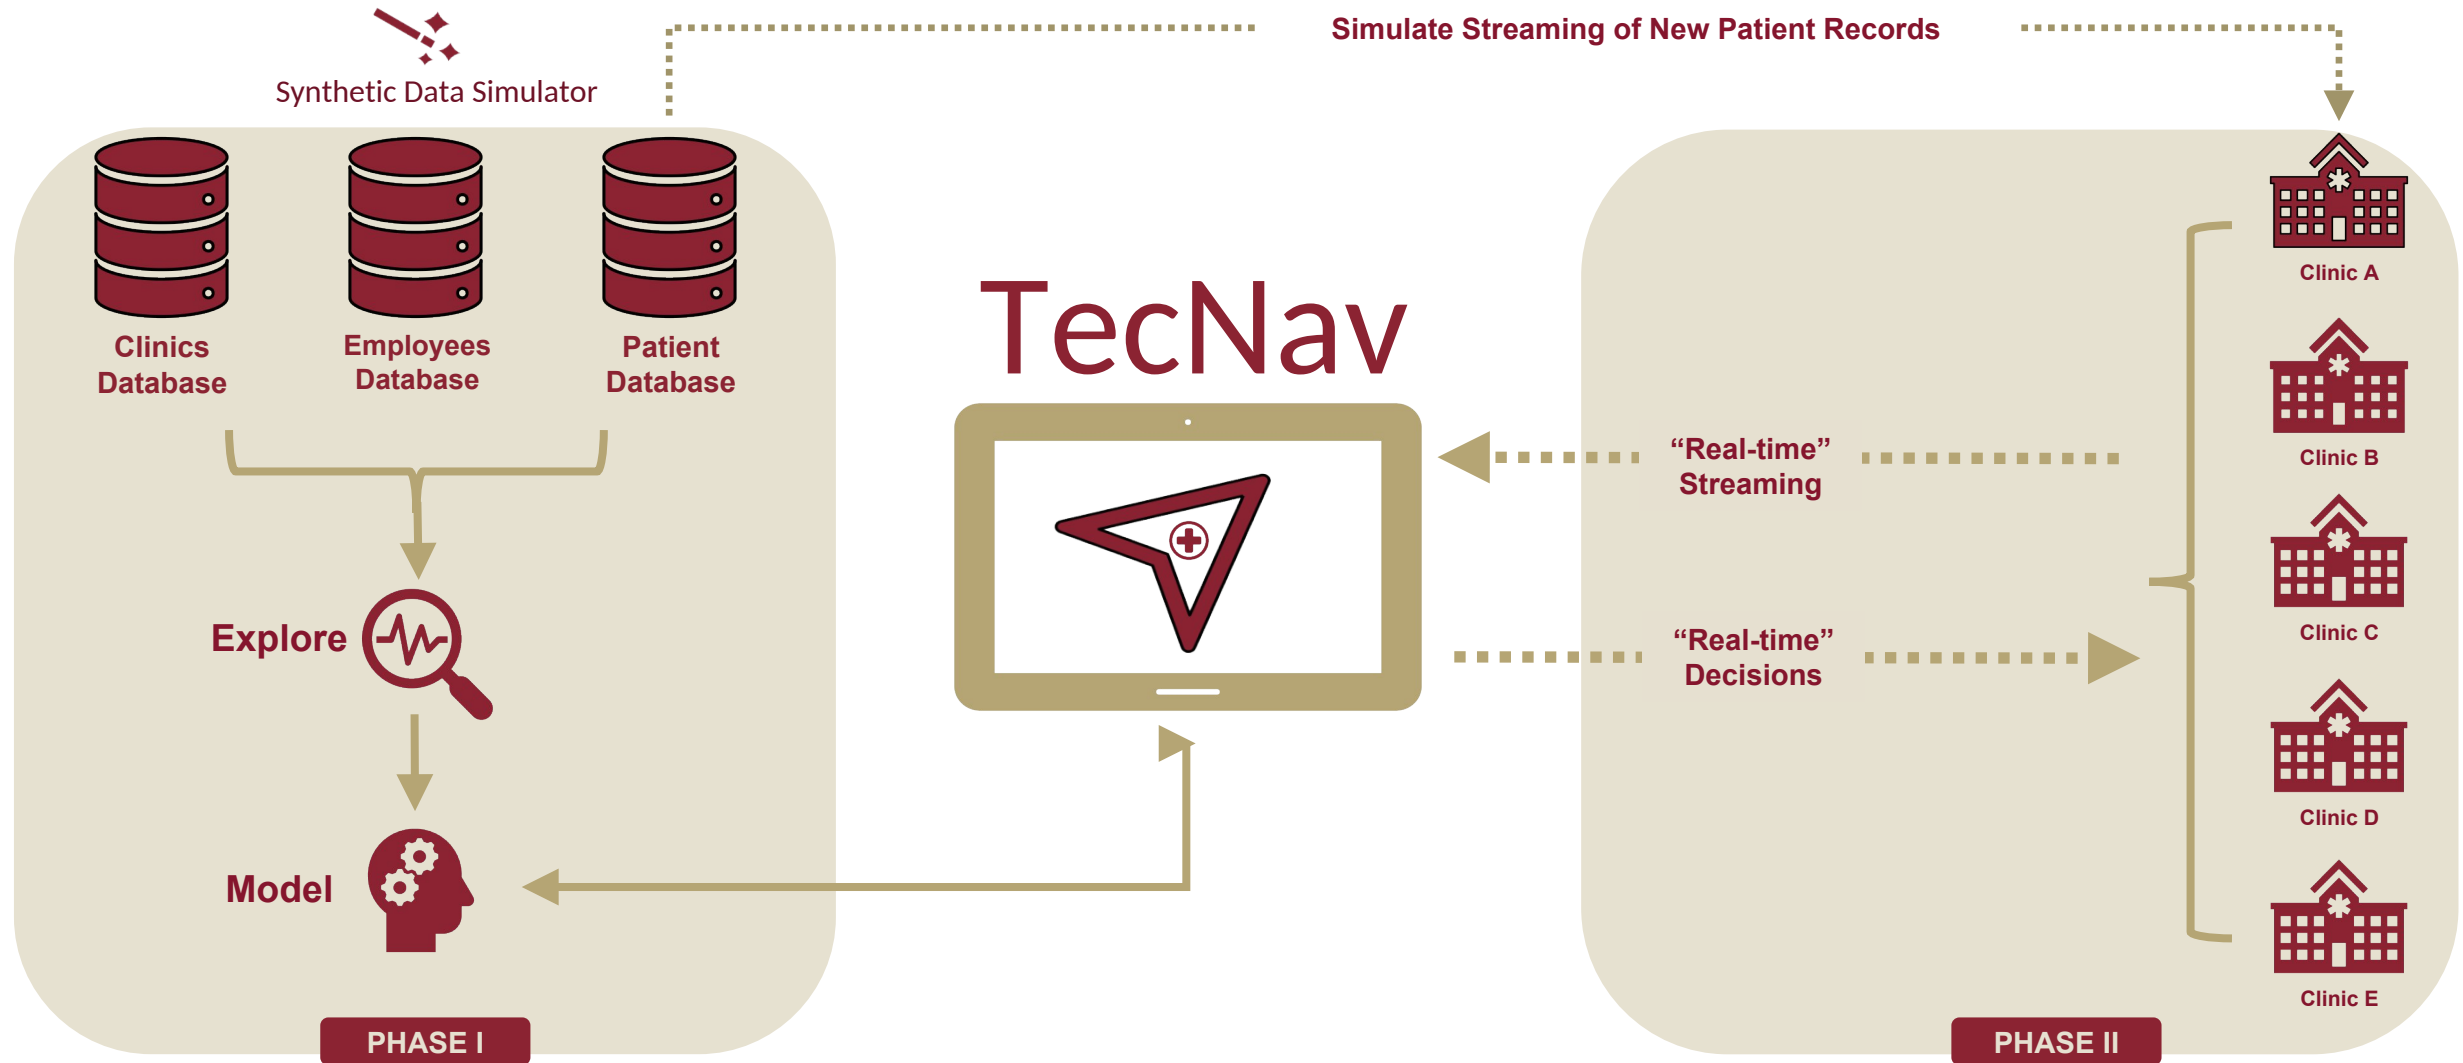 Simulate Streaming of New Patient Records
Synthetic Data Simulator
Clinics
Database
Employees
Database
Patient
Database
Explore
Model
PHASE I
TecNav
“Real-time”
Streaming
“Real-time”
Decisions
Clinic A
Clinic B
Clinic C
Clinic D
Clinic E
PHASE II